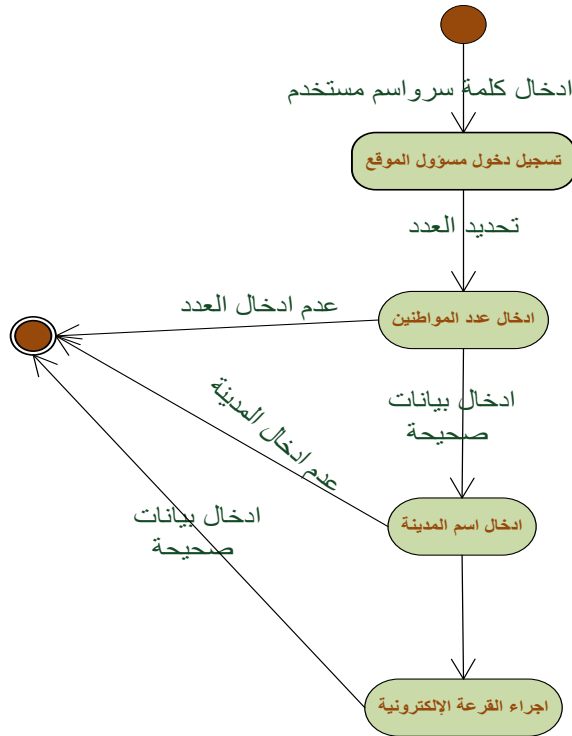 ادخال كلمة سرواسم مستخدم
تسجيل دخول مسؤول الموقع
تحديد العدد
ادخال عدد المواطنين
عدم ادخال العدد
ادخال بيانات
صحيحة
عدم ادخال المدينة
ادخال اسم المدينة
ادخال بيانات
صحيحة
اجراء القرعة الإلكترونية